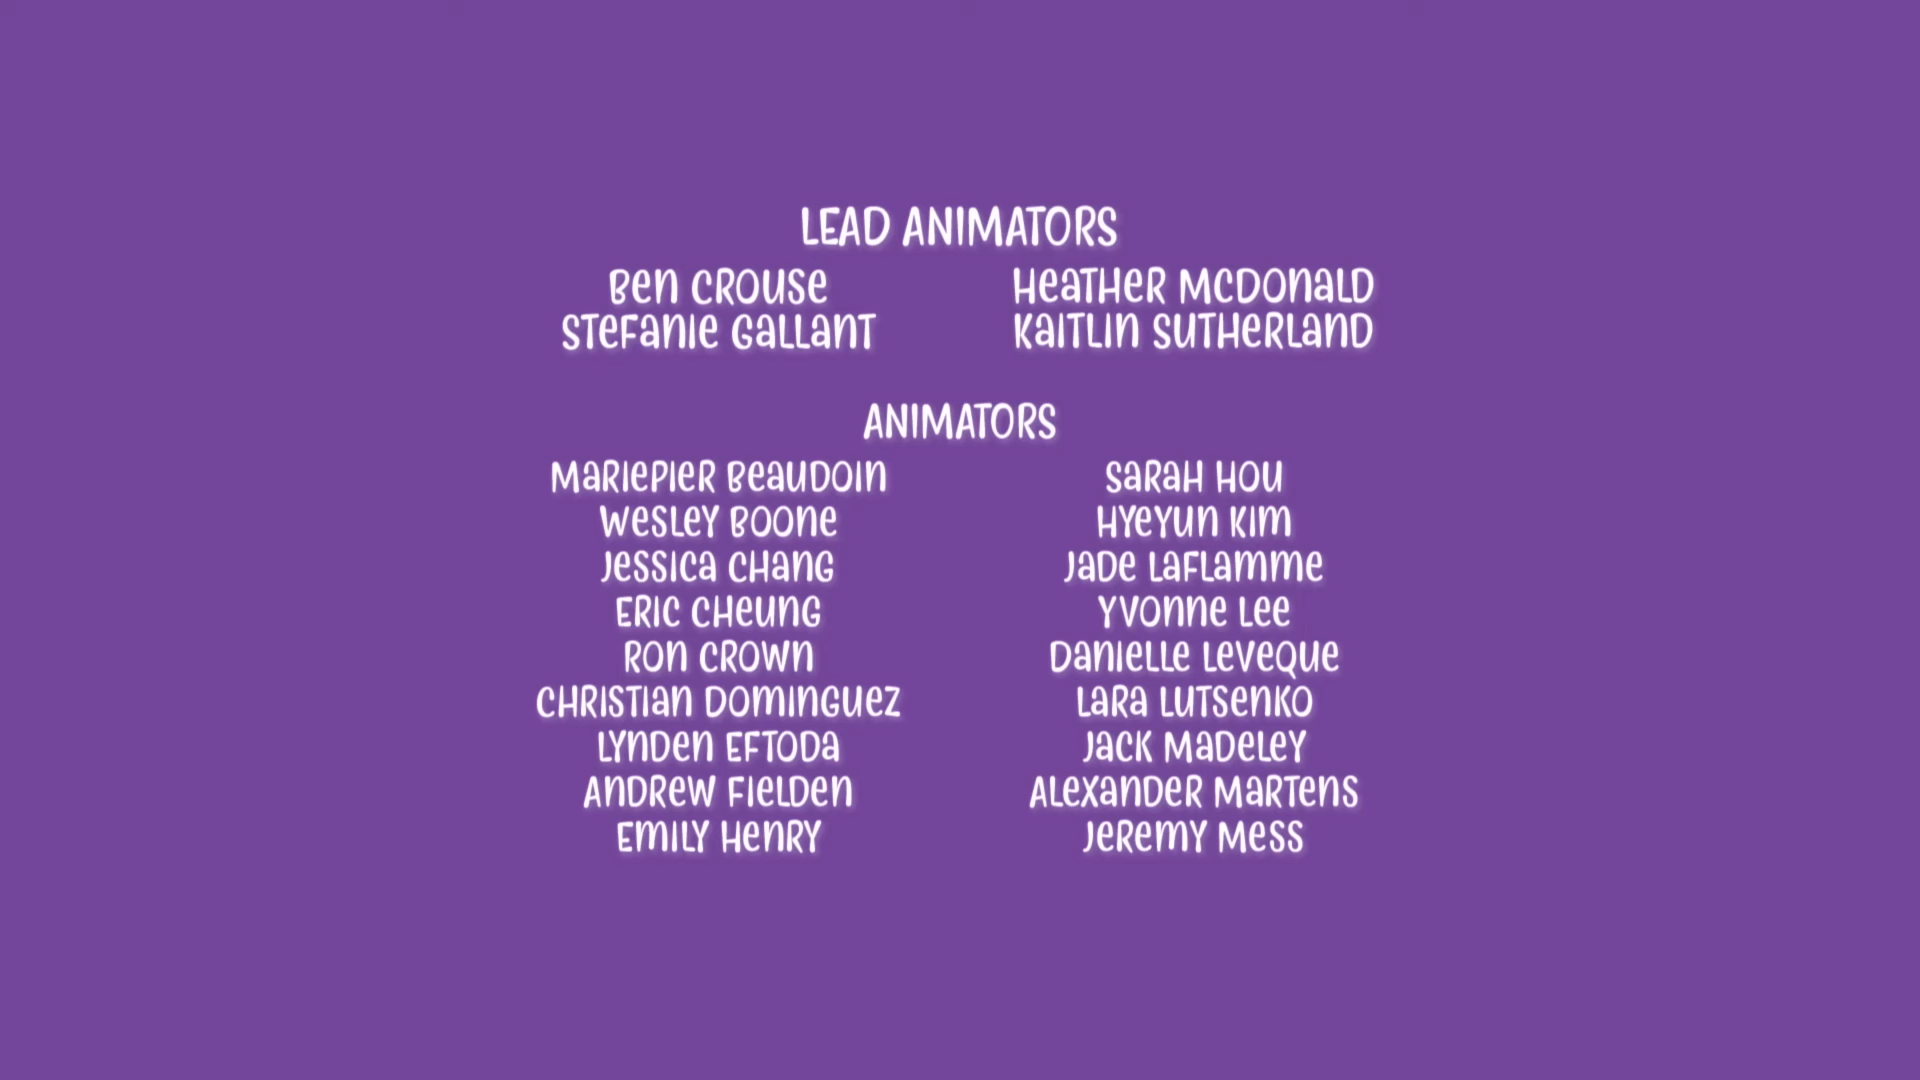 LEAD ANIMATORS
Ben Crouse Heather McDonald
Stefanie Gallant Kaitlin Sutherland
ANIMATORS
Mariepier Beaudoin Sarah Hou
Wesley Boone Hyeyun Kim
Jessica Chang Jade Laflamme
Eric Cheung Yvonne Lee
Ron Crown Danielle Leveque
Christian Dominguez Lara Lutsenko
Lynden Eftoda Jack Madeley
Andrew Fielden Alexander Martens
Emily Henry Jeremy Mess